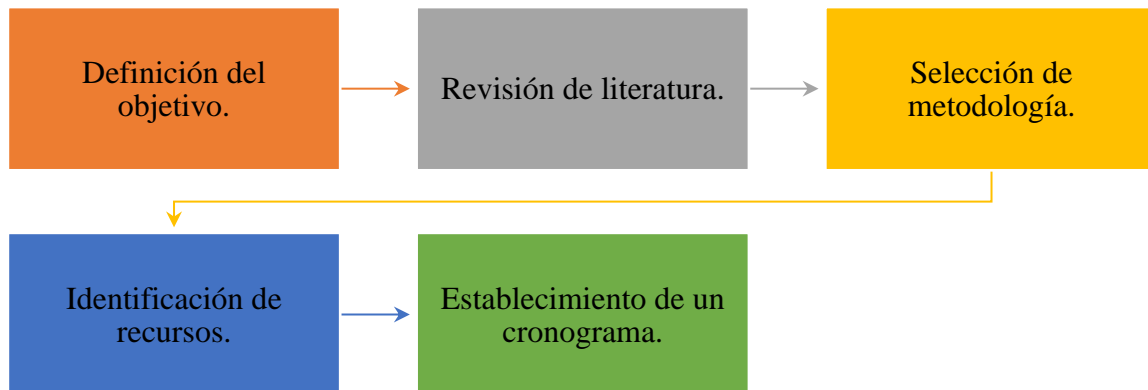 Definición del
objetivo.
Revisión de literatura.
Selección de
metodología.
Identificación de
recursos.
Establecimiento de un
cronograma.